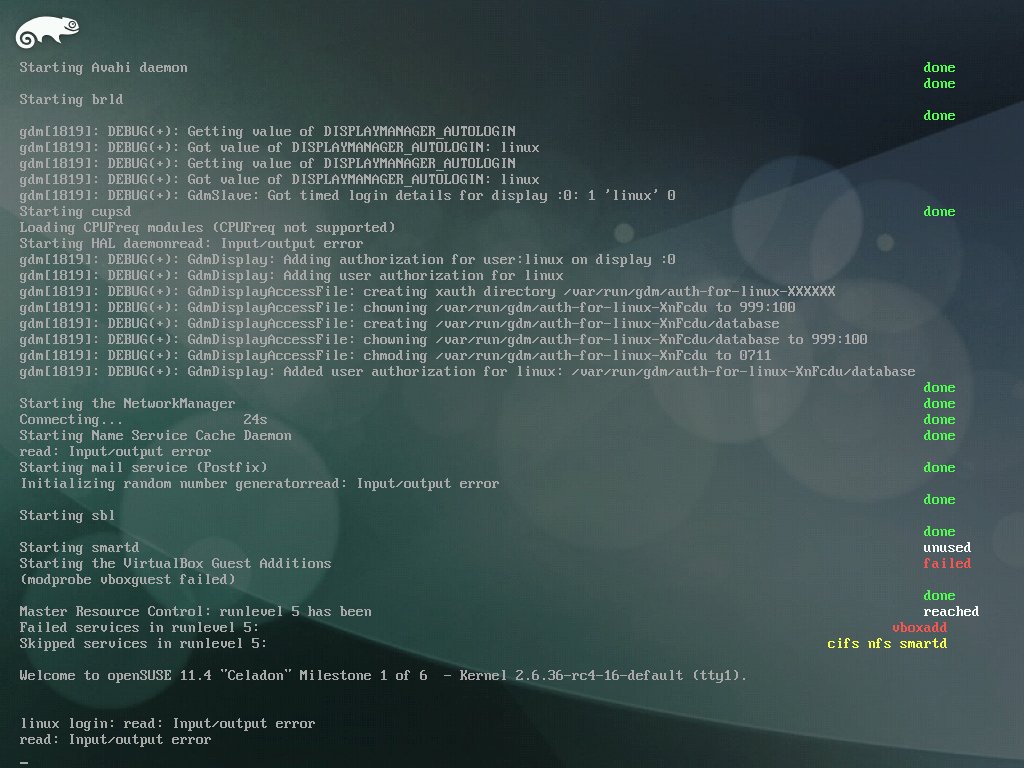 Starting Avahi daemon done
done
Starting brld
done
gdm[1819]: DEBUG(+): Getting value of DISPLAYMANAGER_AUTOLOGIN
gdm[1819]: DEBUG(+): Got value of DISPLAYMANAGER_AUTOLOGIN: linux
gdm[1819]: DEBUG(+): Getting value of DISPLAYMANAGER_AUTOLOGIN
gdm[1819]: DEBUG(+): Got value of DISPLAYMANAGER_AUTOLOGIN: linux
gdm[1819]: DEBUG(+): GdmSlave: Got timed login details for display :0: 1 'linux' 0
Starting cupsd done
Loading CPUFreq modules (CPUFreq not supported)
Starting HAL daemonread: Input/output error
gdm[1819]: DEBUG(+): GdmDisplay: Adding authorization for user:linux on display :0
gdm[1819]: DEBUG(+): GdmDisplay: Adding user authorization for linux
gdm[1819]: DEBUG(+): GdmDisplayAccessFile: creating xauth directory /var/run/gdm/auth-for-linux-XXXXXX
gdm[1819]: DEBUG(+): GdmDisplayAccessFile: chowning /var/run/gdm/auth-for-linux-XnFcdu to 999:100
gdm[1819]: DEBUG(+): GdmDisplayAccessFile: creating /var/run/gdm/auth-for-linux-XnFcdu/database
gdm[1819]: DEBUG(+): GdmDisplayAccessFile: chowning /var/run/gdm/auth-for-linux-XnFcdu/database to 999:100
gdm[1819]: DEBUG(+): GdmDisplayAccessFile: chmoding /var/run/gdm/auth-for-linux-XnFcdu to 0711
gdm[1819]: DEBUG(+): GdmDisplay: Added user authorization for linux: /var/run/gdm/auth-for-linux-XnFcdu/database
done
Starting the NetworkManager done
Connecting... 24s done
Starting Name Service Cache Daemon done
read: Input/output error
Starting mail service (Postfix) done
Initializing random number generatorread: Input/output error
done
Starting sbl
done
Starting smartd unused
Starting the VirtualBox Guest Additions failed
(modprobe vboxguest failed)
done
Master Resource Control: runlevel 5 has been reached
Failed services in runlevel 5: vboxadd
Skipped services in runlevel 5: cifs nfs smartd
Welcome to openSUSE 11.4 "Celadon" Milestone 1 of 6  - Kernel 2.6.36-rc4-16-default (tty1).
linux login: read: Input/output error
read: Input/output error
_